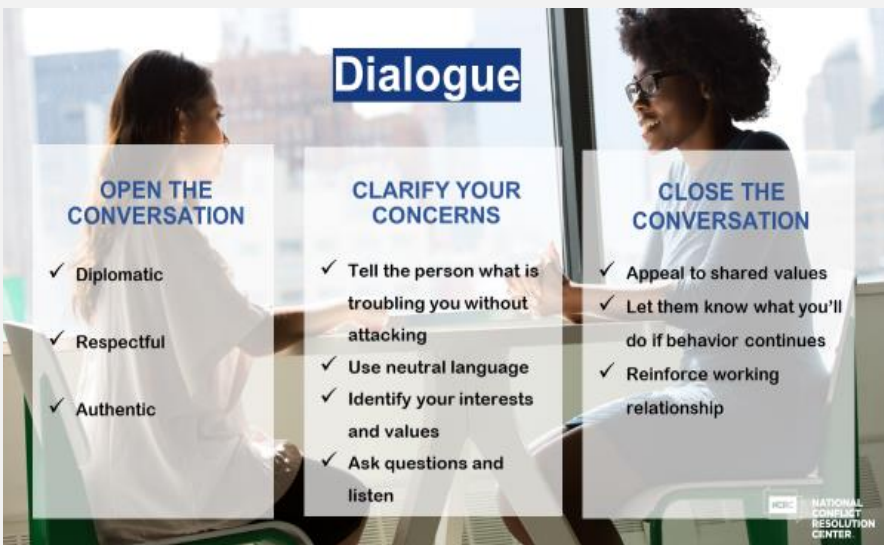 Dialogue
OPEN THE
CONVERSATION
✓ Diplomatic
✓ Respectful
✓ Authentic
CLARIFY YOUR
CONCERNS
✓ Tell the person what is
troubling you without
attacking
✓ Use neutral language
✓ Identify your interests
and values
✓ Ask questions and
listen
CLOSE THE
CONVERSATION
✓ Appeal to shared values
✓ Let them know what you'll
do if behavior continues
✓ Reinforce working
relationship
NCRC
NATIONAL
CONFLICT
RESOLUTION
CENTER